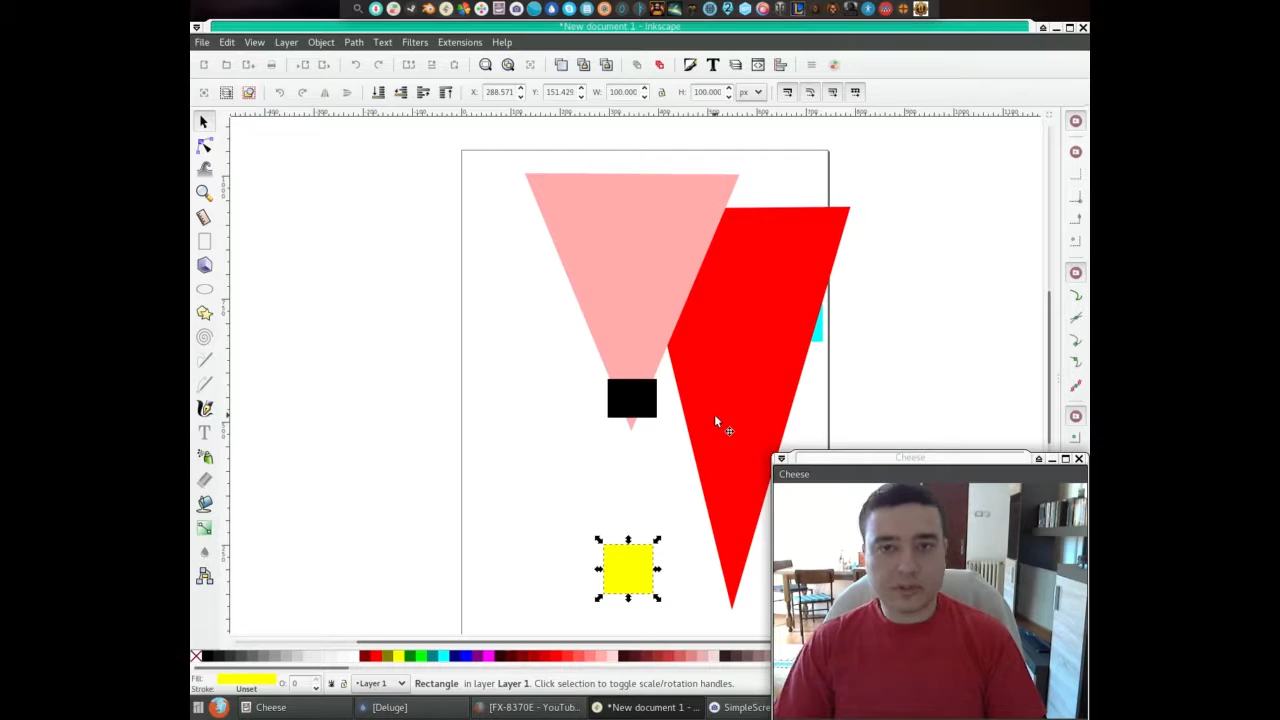 *New document 1 - Inkscape
File Edit View Layer Object Path Text Filters Extensions Help
X: 288.571 Y: 151.429 W: 100.000 H: 100.000 px
Cheese
Cheese
Fill:
Stroke: Unset
O: 0
•Layer 1
Rectangle in layer Layer 1. Click selection to toggle scale/rotation handles.
Cheese
[Deluge]
[FX-8370E - YouTub...
*New document 1 - ...
SimpleScre